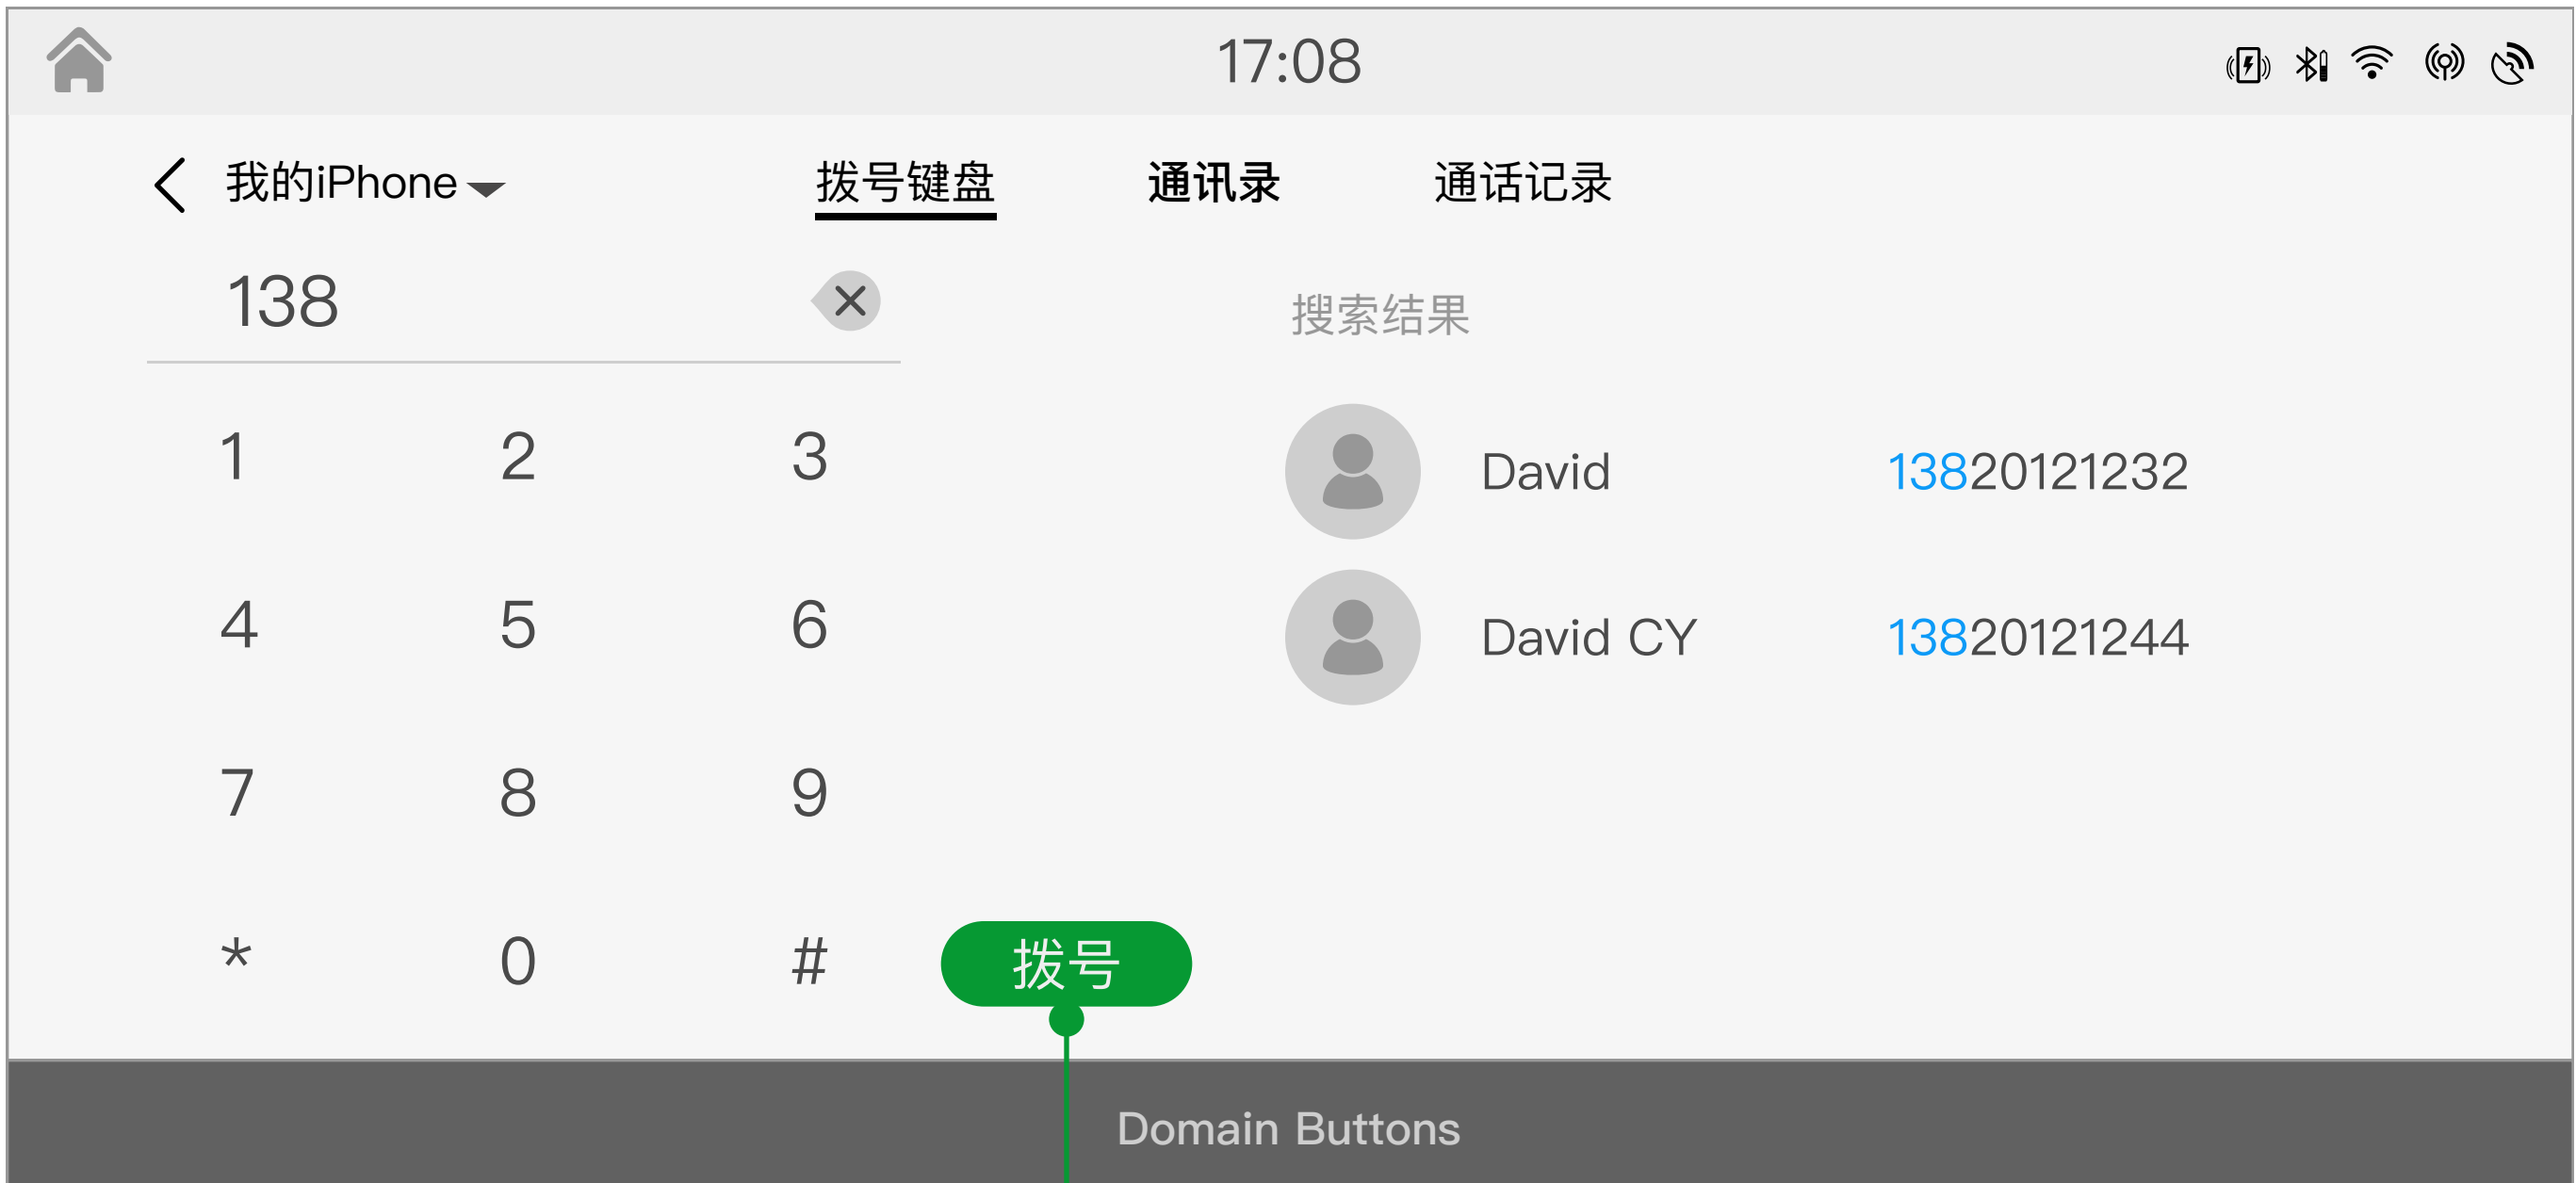 17:08
我的iPhone
拨号键盘
通讯录
通话记录
138
搜索结果
1 2 3
David 13820121232
4 5 6
David CY 13820121244
7 8 9
* 0 #
拨号
Domain Buttons